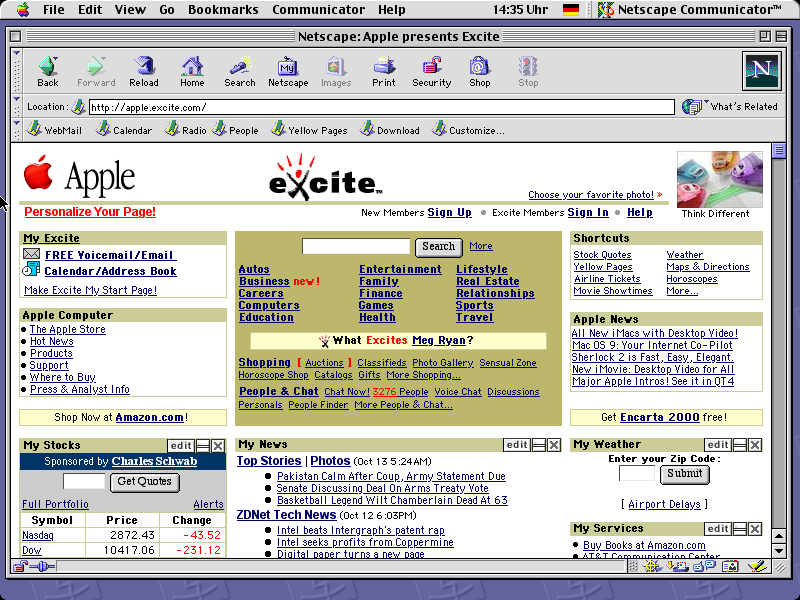 File Edit View Go Bookmarks Communicator Help 14:35 Uhr Netscape Communicator™
Netscape: Apple presents Excite
Back Forward Reload Home Search Netscape Images Print Security Shop Stop
My
N
Location: http://apple.excite.com/ What's Related
WebMail Calendar Radio People Yellow Pages Download Customize...
Apple
excite™
Choose your favorite photo! »
Think Different
Personalize Your Page!
New Members Sign Up • Excite Members Sign In • Help
My Excite
FREE Voicemail/Email
Calendar/Address Book
Make Excite My Start Page!
Apple Computer
The Apple Store
Hot News
Products
Support
Where to Buy
Press & Analyst Info
Shop Now at Amazon.com!
Search More
Autos Entertainment Lifestyle
Business new! Family Real Estate
Careers Finance Relationships
Computers Games Sports
Education Health Travel
What Excites Meg Ryan?
Shopping [ Auctions ] Classifieds Photo Gallery Sensual Zone
Horoscope Shop Catalogs Gifts More Shopping...
People & Chat Chat Now! 3276 People Voice Chat Discussions
Personals People Finder More People & Chat...
Shortcuts
Stock Quotes Weather
Yellow Pages Maps & Directions
Airline Tickets Horoscopes
Movie Showtimes More...
Apple News
All New iMacs with Desktop Video!
Mac OS 9: Your Internet Co-Pilot
Sherlock 2 is Fast, Easy, Elegant.
New iMovie: Desktop Video for All
Major Apple Intros! See it in QT4
Get Encarta 2000 free!
My Stocks edit
Sponsored by Charles Schwab
Get Quotes
Full Portfolio Alerts
Symbol Price Change
Nasdaq 2872.43 -43.52
Dow 10417.06 -231.12
My News edit
Top Stories | Photos (Oct 13 5:24AM)
Pakistan Calm After Coup, Army Statement Due
Senate Discussing Deal On Arms Treaty Vote
Basketball Legend Wilt Chamberlain Dead At 63
ZDNet Tech News (Oct 12 6:03PM)
Intel beats Intergraph's patent rap
Intel seeks profits from Coppermine
Digital paper turns a new page
My Weather edit
Enter your Zip Code:
Submit
[ Airport Delays ]
My Services edit
Buy Books at Amazon.com
AT&T Communication Center